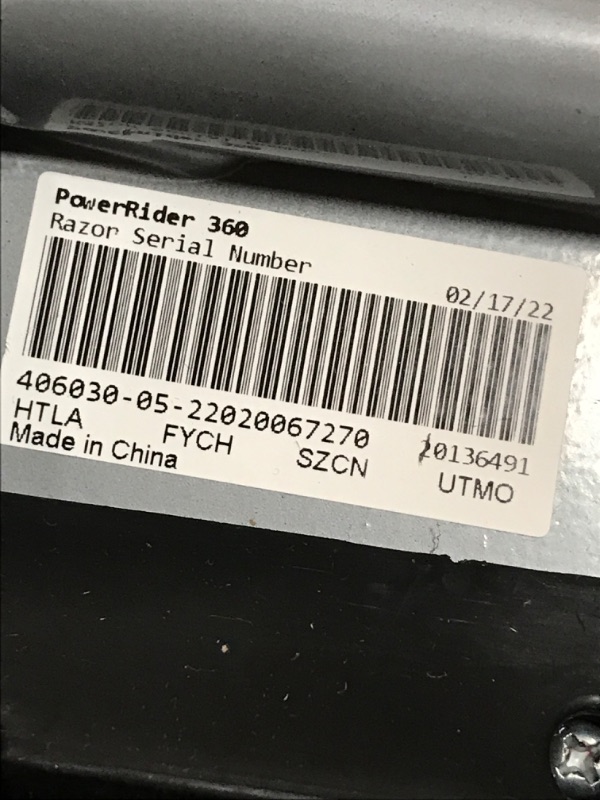 PowerRider 360
Razor Serial Number
02/17/22
406030-05-22020067270 20136491
HTLA FYCH SZCN UTMO
Made in China